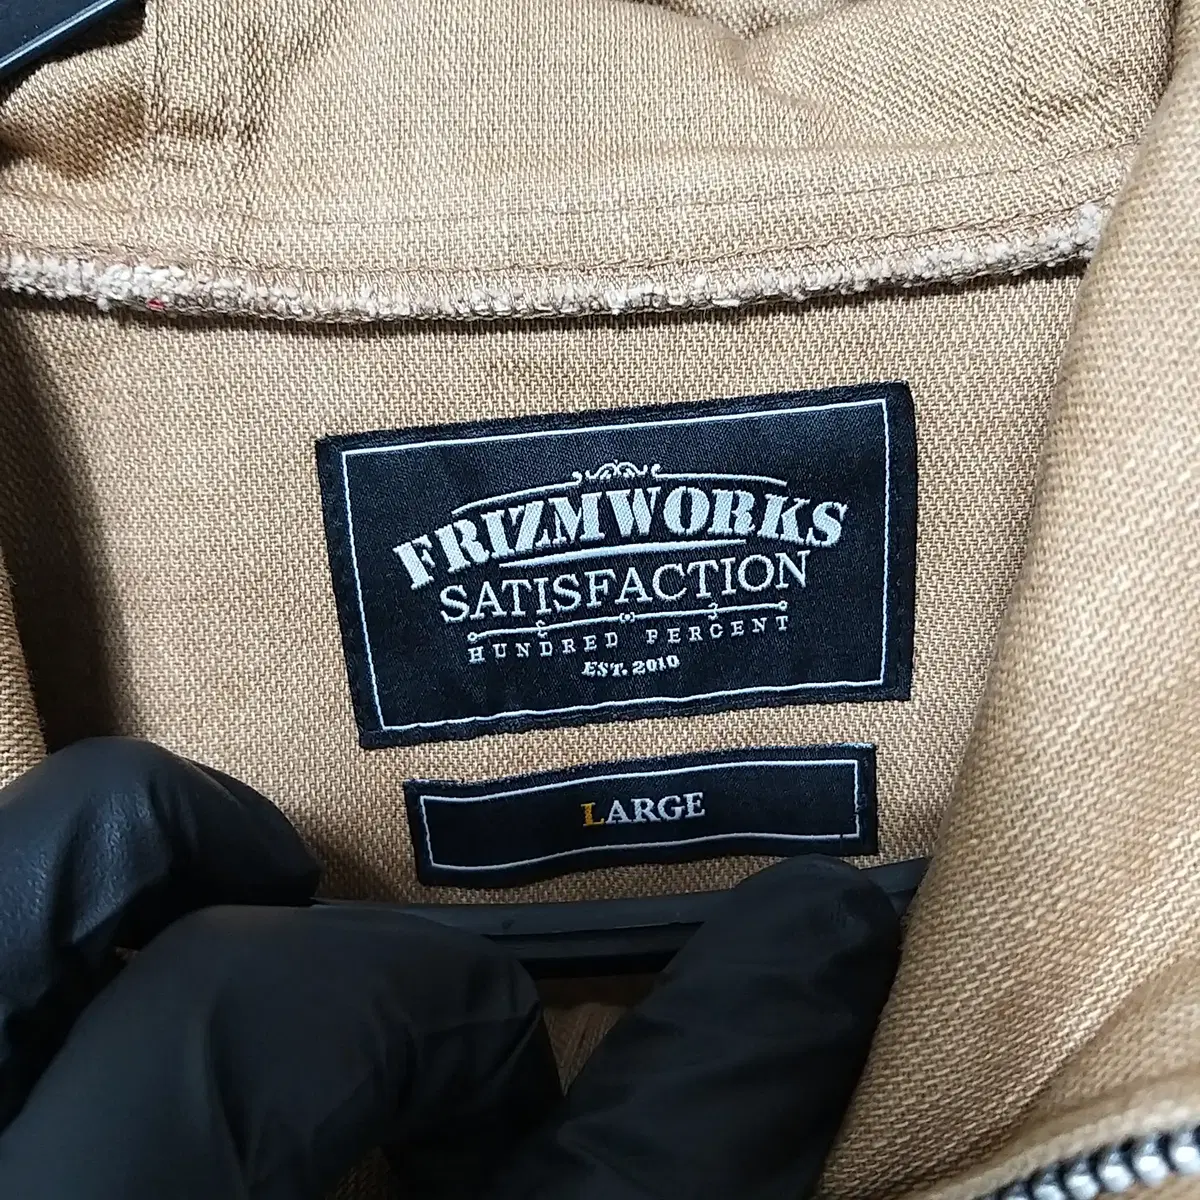 FRIZMWORKS
SATISFACTION
HUNDRED PERCENT
EST. 2010
LARGE